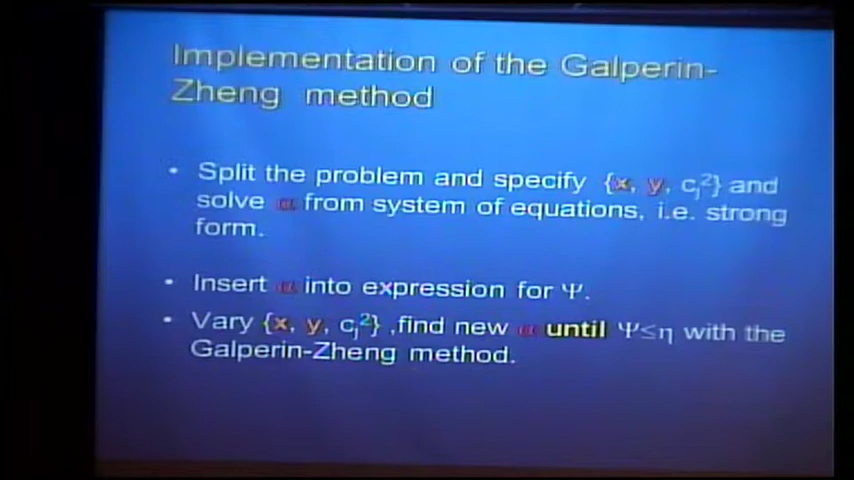 Implementation of the Galperin-
Zheng method
• Split the problem and specify {x, y, cⱼ²} and
solve α from system of equations, i.e. strong
form.
• Insert α into expression for Ψ.
• Vary {x, y, cⱼ²} ,find new α until Ψ≤η with the
Galperin-Zheng method.